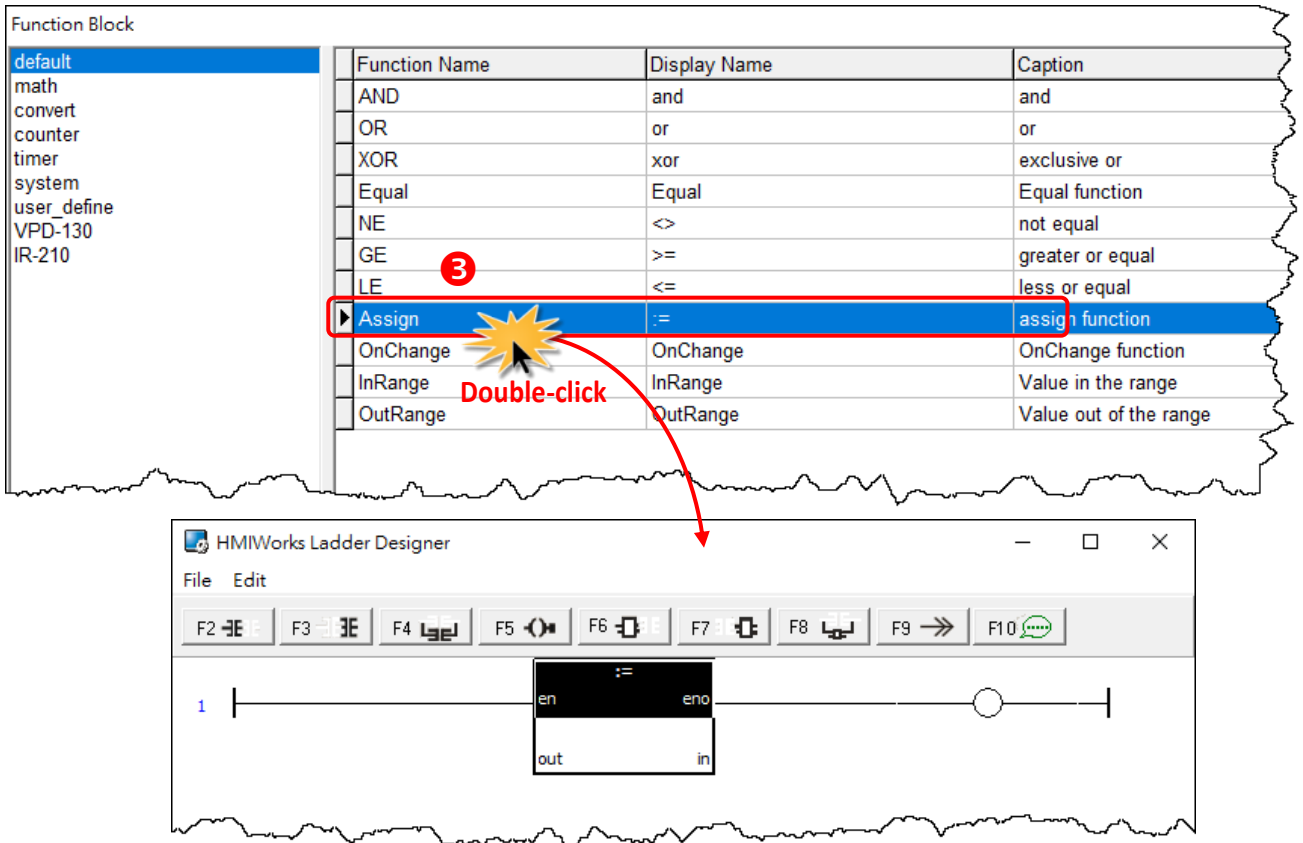 Function Block
default
math
convert
counter
timer
system
user_define
VPD-130
IR-210
Function Name Display Name Caption
AND and and
OR or or
XOR xor exclusive or
Equal Equal Equal function
NE <> not equal
GE >= greater or equal
❸
LE <= less or equal
Assign := assign function
OnChange OnChange OnChange function
InRange InRange Value in the range
Double-click
OutRange OutRange Value out of the range
HMIWorks Ladder Designer
File Edit
F2 F3 F4 F5 F6 F7 F8 F9 F10
:=
en eno
1
out in